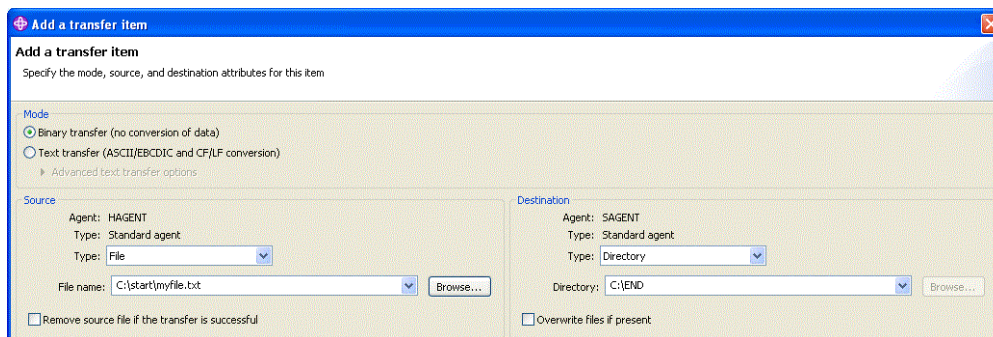 Add a transfer item
Add a transfer item
Specify the mode, source, and destination attributes for this item
Mode
Binary transfer (no conversion of data)
Text transfer (ASCII/EBCDIC and CF/LF conversion)
Advanced text transfer options
Source
Agent: HAGENT
Type: Standard agent
Type: File
File name: C:\start\myfile.txt Browse...
Remove source file if the transfer is successful
Destination
Agent: SAGENT
Type: Standard agent
Type: Directory
Directory: C:\END Browse...
Overwrite files if present